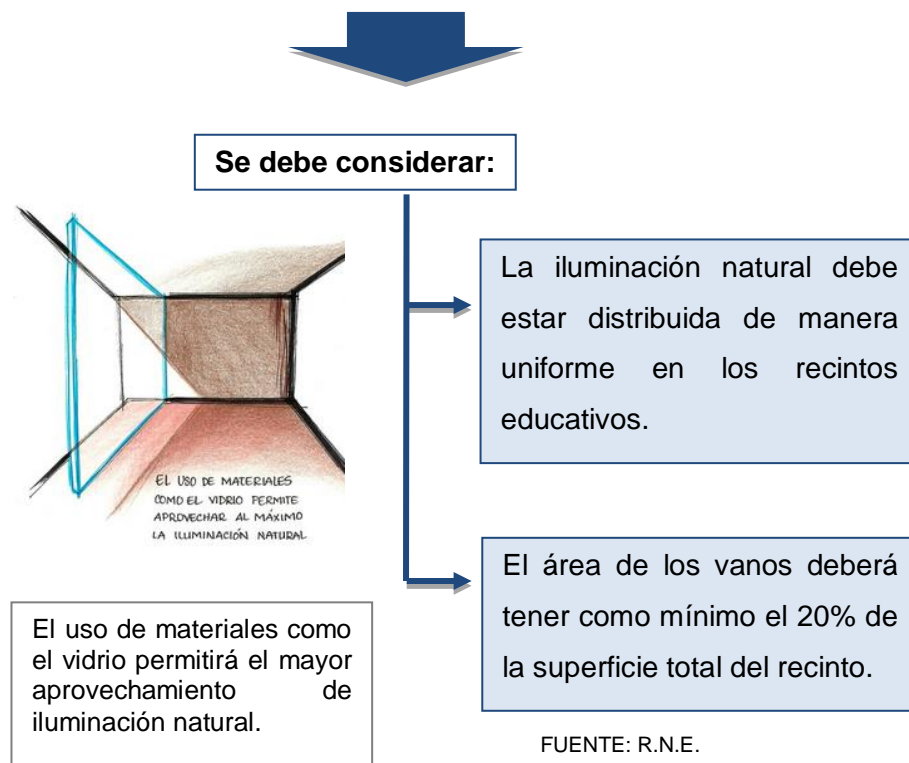 Se debe considerar:
La iluminación natural debe
estar distribuida de manera
uniforme en los recintos
educativos.
EL USO DE MATERIALES
COMO EL VIDRIO PERMITE
APROVECHAR AL MÁXIMO
LA ILUMINACIÓN NATURAL
El área de los vanos deberá
tener como mínimo el 20% de
la superficie total del recinto.
El uso de materiales como
el vidrio permitirá el mayor
aprovechamiento de
iluminación natural.
FUENTE: R.N.E.